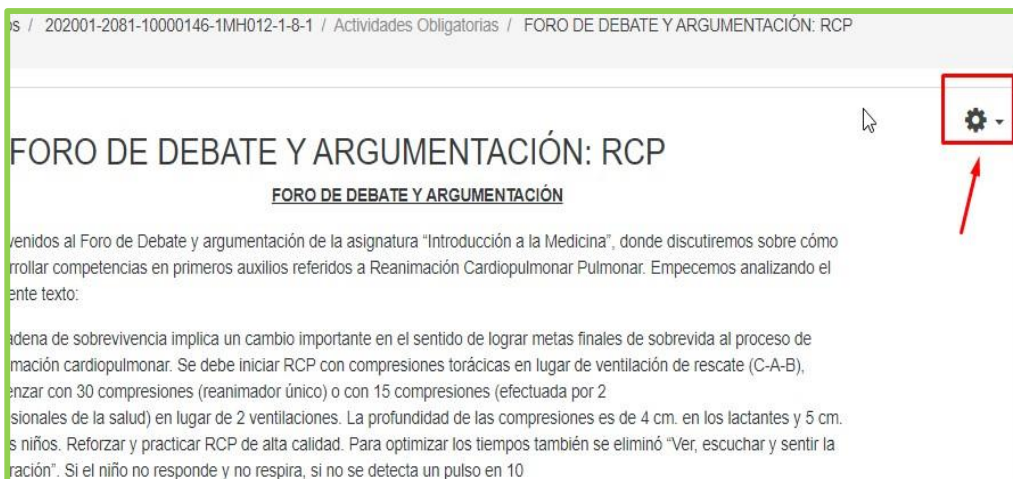 os / 202001-2081-10000146-1MH012-1-8-1 / Actividades Obligatorias / FORO DE DEBATE Y ARGUMENTACIÓN: RCP
FORO DE DEBATE Y ARGUMENTACIÓN: RCP
FORO DE DEBATE Y ARGUMENTACIÓN
venidos al Foro de Debate y argumentación de la asignatura “Introducción a la Medicina”, donde discutiremos sobre cómo
rrollar competencias en primeros auxilios referidos a Reanimación Cardiopulmonar Pulmonar. Empecemos analizando el
ente texto:
adena de sobrevivencia implica un cambio importante en el sentido de lograr metas finales de sobrevida al proceso de
mación cardiopulmonar. Se debe iniciar RCP con compresiones torácicas en lugar de ventilación de rescate (C-A-B),
enzar con 30 compresiones (reanimador único) o con 15 compresiones (efectuada por 2
sionales de la salud) en lugar de 2 ventilaciones. La profundidad de las compresiones es de 4 cm. en los lactantes y 5 cm.
s niños. Reforzar y practicar RCP de alta calidad. Para optimizar los tiempos también se eliminó “Ver, escuchar y sentir la
ración”. Si el niño no responde y no respira, si no se detecta un pulso en 10